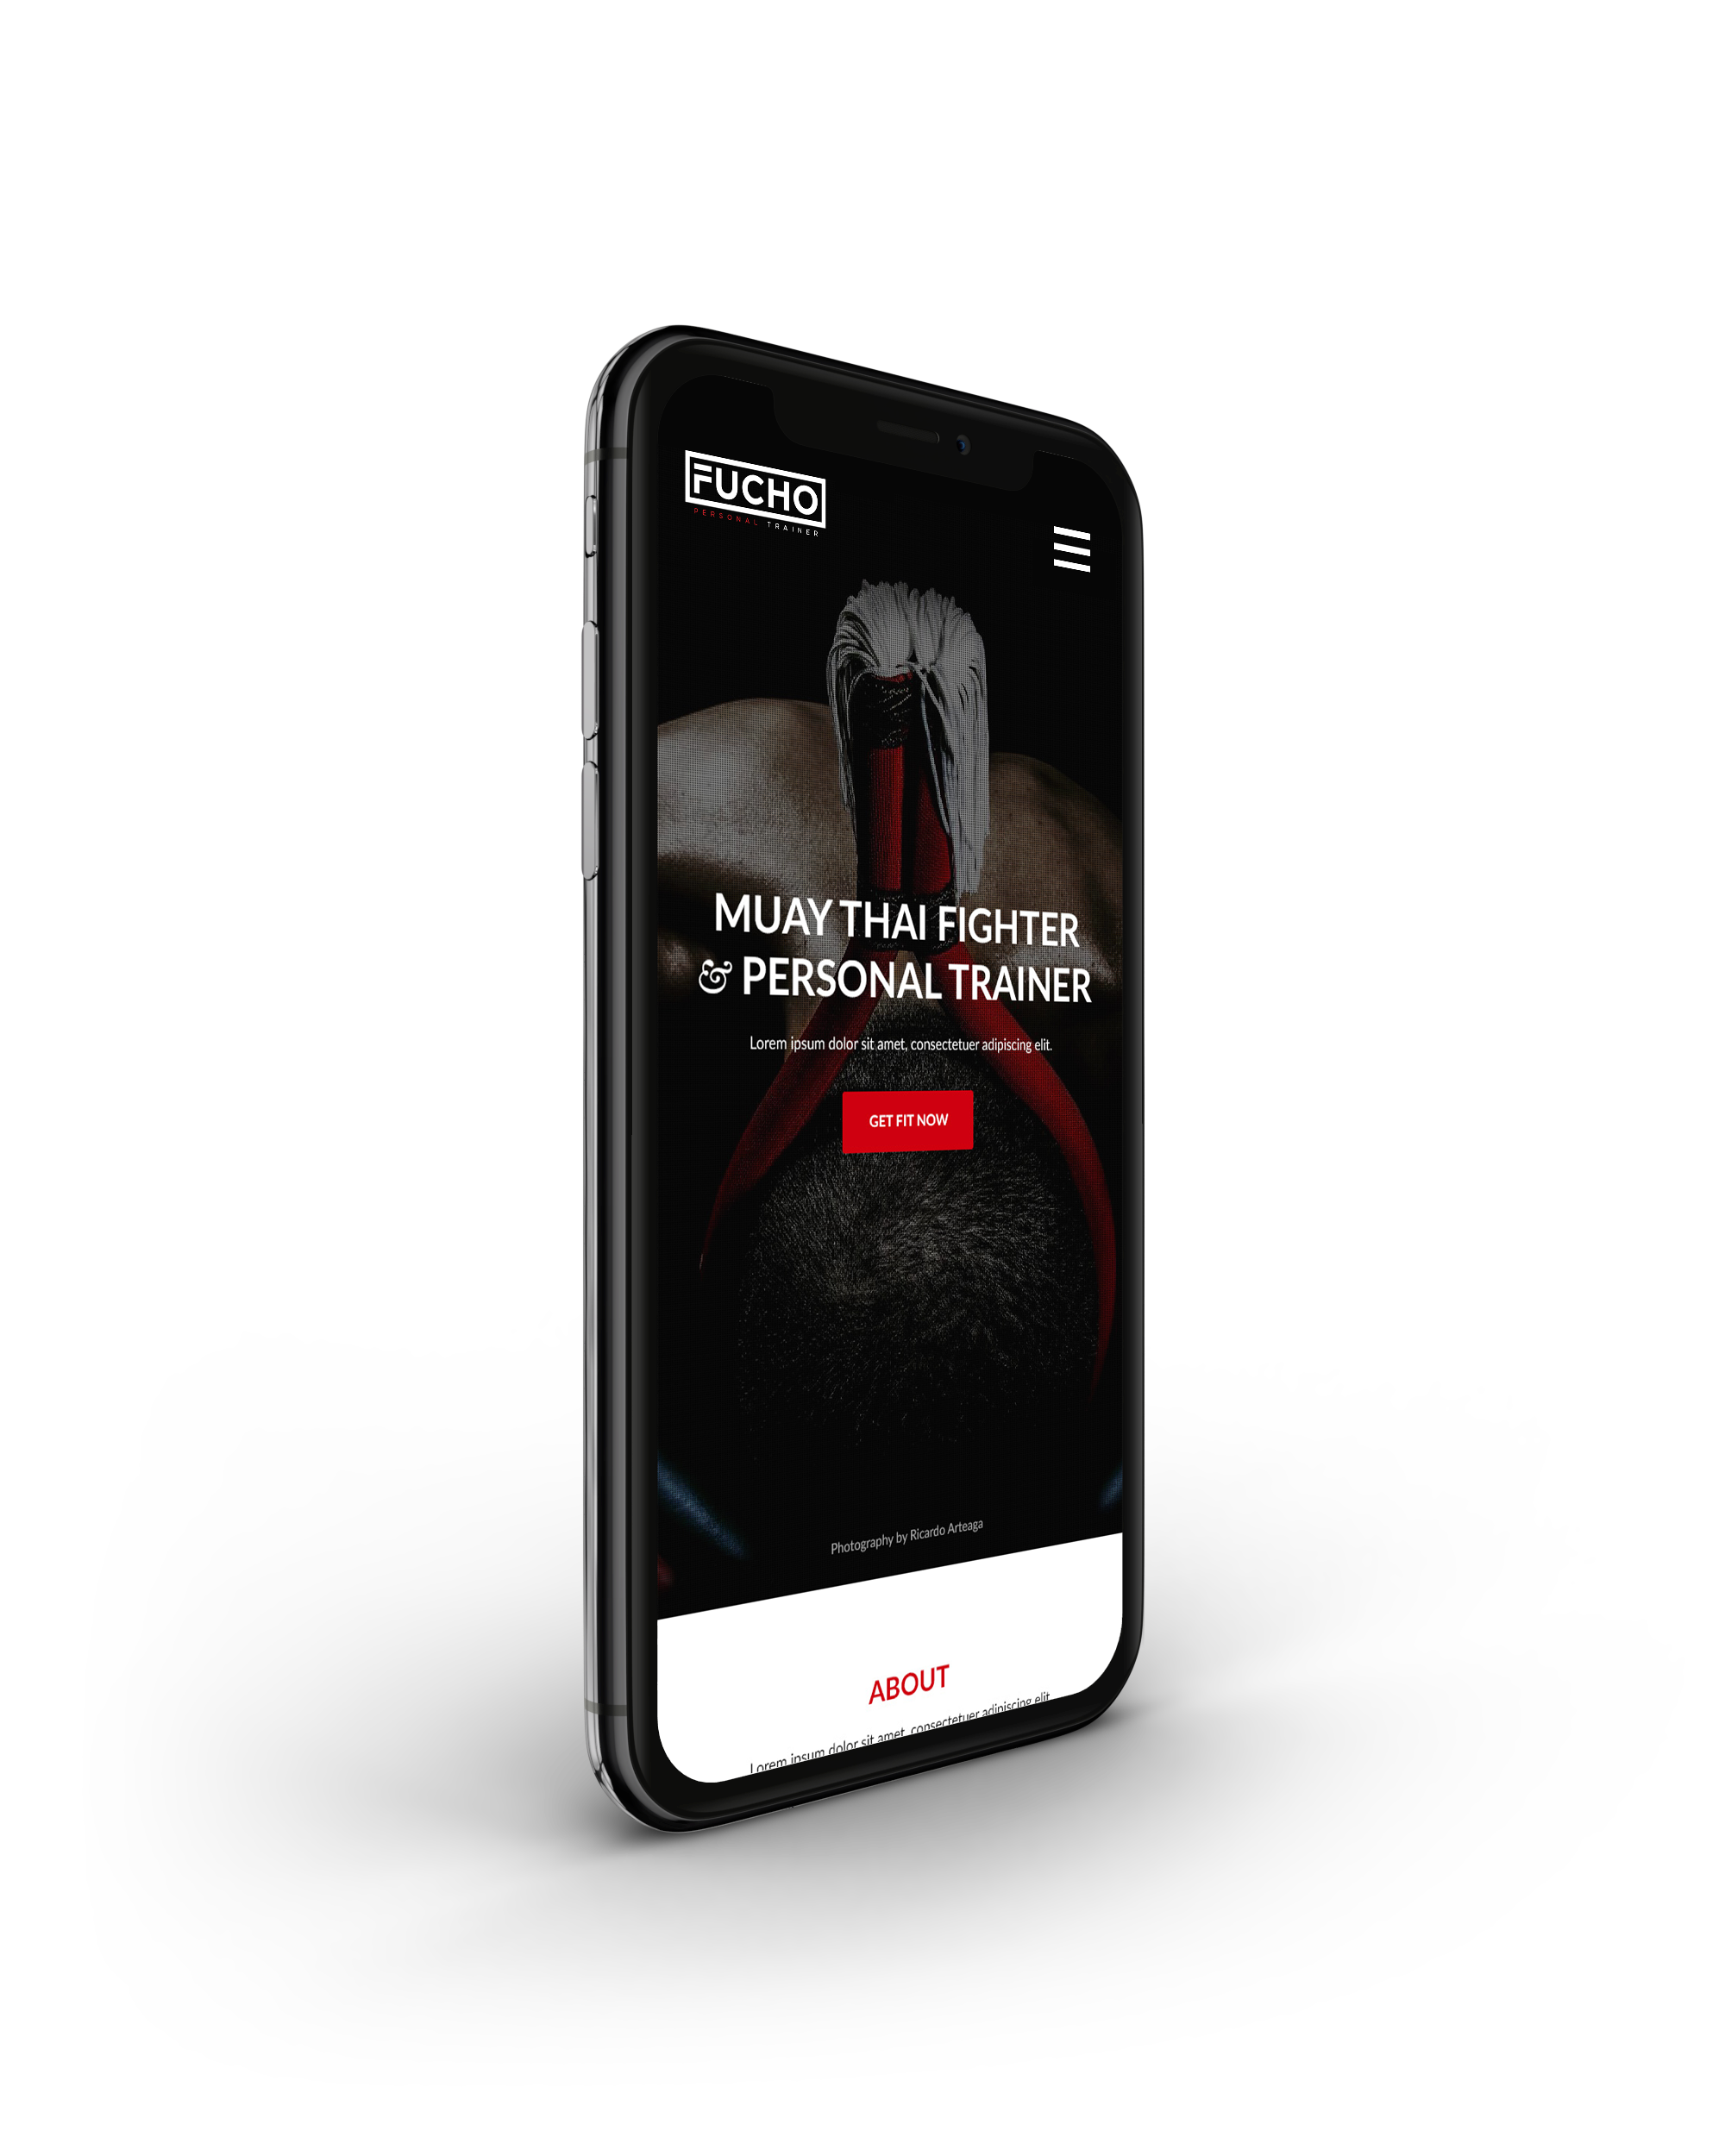 FUCHO
PERSONAL TRAINER
MUAY THAI FIGHTER
& PERSONAL TRAINER
Lorem ipsum dolor sit amet, consectetuer adipiscing elit.
GET FIT NOW
Photography by Ricardo Arteaga
ABOUT
Lorem ipsum dolor sit amet, consectetuer adipiscing elit